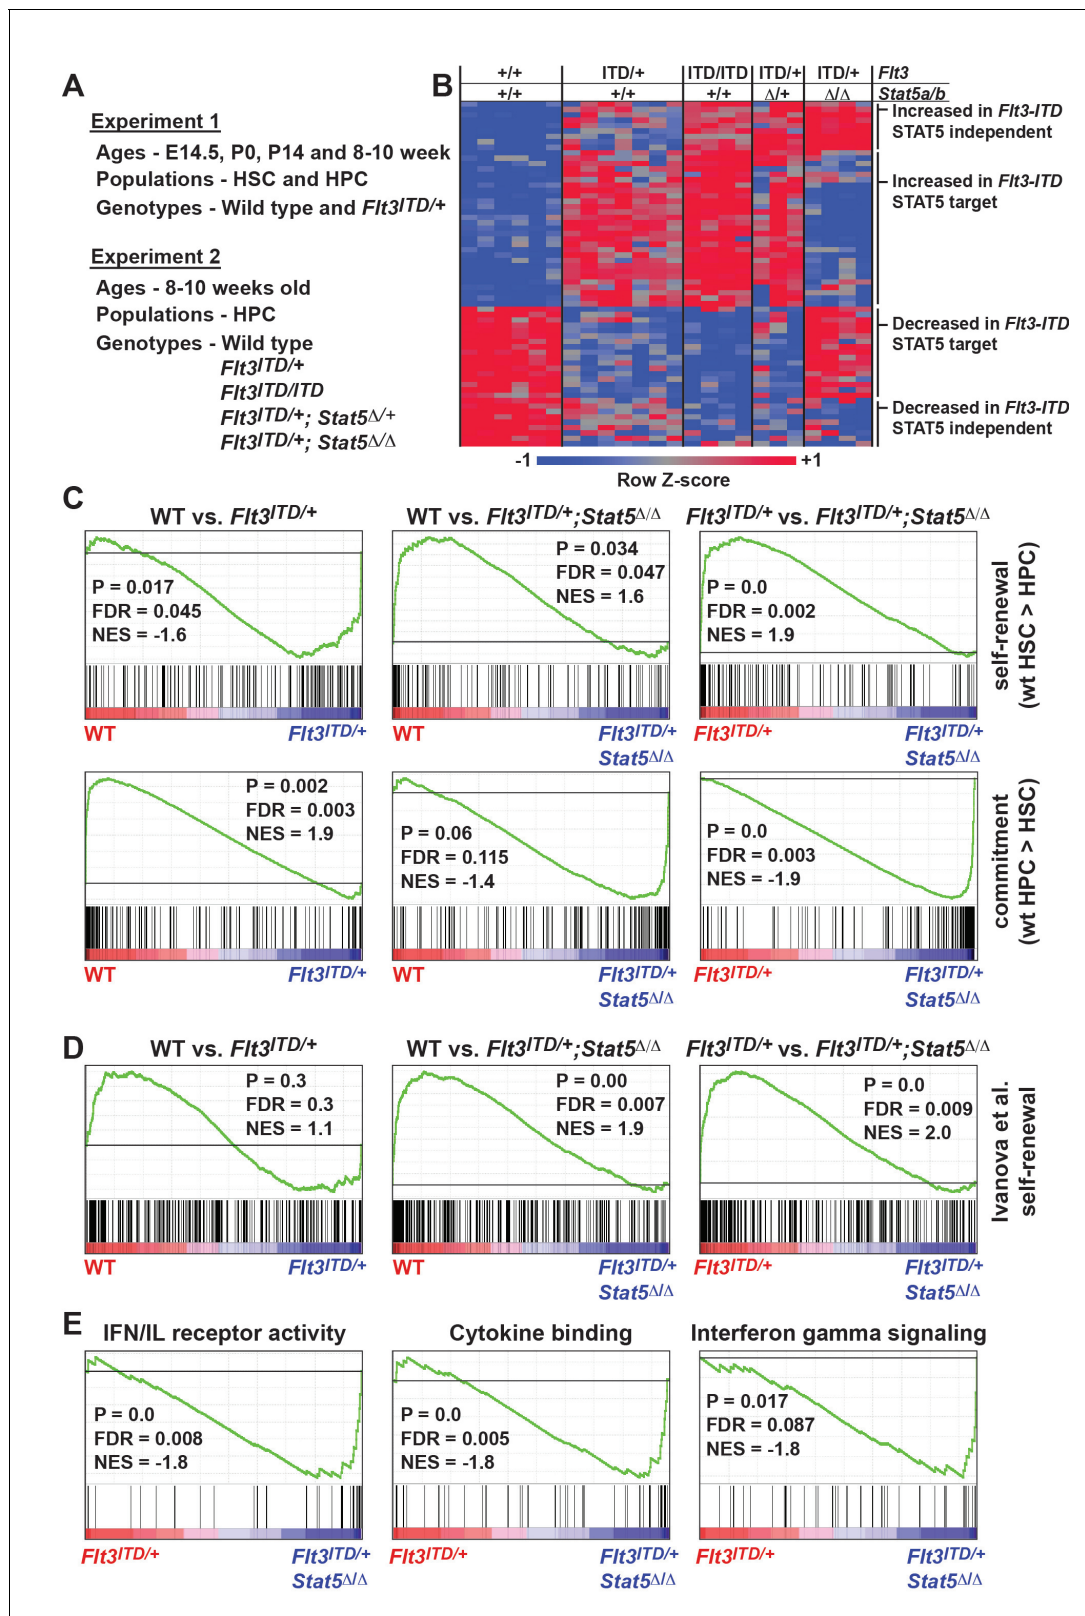 A
Experiment 1
Ages - E14.5, P0, P14 and 8-10 week
Populations - HSC and HPC
Genotypes - Wild type and Flt3ITD/+
Experiment 2
Ages - 8-10 weeks old
Populations - HPC
Genotypes - Wild type
Flt3ITD/+
Flt3ITD/ITD
Flt3ITD/+; Stat5Δ/+
Flt3ITD/+; Stat5Δ/Δ
B
+/+ ITD/+ ITD/ITD ITD/+ ITD/+ Flt3
+/+ +/+ +/+ Δ/+ Δ/Δ Stat5a/b
Increased in Flt3-ITD
STAT5 independent
Increased in Flt3-ITD
STAT5 target
Decreased in Flt3-ITD
STAT5 target
Decreased in Flt3-ITD
STAT5 independent
-1 +1
Row Z-score
C
WT vs. Flt3ITD/+
P = 0.017
FDR = 0.045
NES = -1.6
WT Flt3ITD/+
WT vs. Flt3ITD/+;Stat5Δ/Δ
P = 0.034
FDR = 0.047
NES = 1.6
WT Flt3ITD/+
Stat5Δ/Δ
Flt3ITD/+ vs. Flt3ITD/+;Stat5Δ/Δ
P = 0.0
FDR = 0.002
NES = 1.9
Flt3ITD/+ Flt3ITD/+
Stat5Δ/Δ
self-renewal
(wt HSC > HPC)
P = 0.002
FDR = 0.003
NES = 1.9
WT Flt3ITD/+
P = 0.06
FDR = 0.115
NES = -1.4
WT Flt3ITD/+
Stat5Δ/Δ
P = 0.0
FDR = 0.003
NES = -1.9
Flt3ITD/+ Flt3ITD/+
Stat5Δ/Δ
commitment
(wt HPC > HSC)
D
WT vs. Flt3ITD/+
P = 0.3
FDR = 0.3
NES = 1.1
WT Flt3ITD/+
WT vs. Flt3ITD/+;Stat5Δ/Δ
P = 0.00
FDR = 0.007
NES = 1.9
WT Flt3ITD/+
Stat5Δ/Δ
Flt3ITD/+ vs. Flt3ITD/+;Stat5Δ/Δ
P = 0.0
FDR = 0.009
NES = 2.0
Flt3ITD/+ Flt3ITD/+
Stat5Δ/Δ
Ivanova et al.
self-renewal
E
IFN/IL receptor activity
P = 0.0
FDR = 0.008
NES = -1.8
Flt3ITD/+ Flt3ITD/+
Stat5Δ/Δ
Cytokine binding
P = 0.0
FDR = 0.005
NES = -1.8
Flt3ITD/+ Flt3ITD/+
Stat5Δ/Δ
Interferon gamma signaling
P = 0.017
FDR = 0.087
NES = -1.8
Flt3ITD/+ Flt3ITD/+
Stat5Δ/Δ